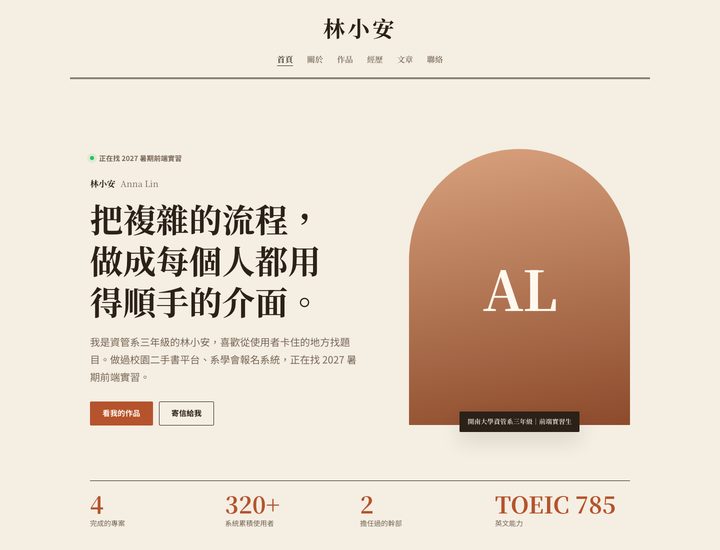 林小安
首頁 關於 作品 經歷 文章 聯絡
正在找 2027 暑期前端實習
林小安 Anna Lin
把複雜的流程，
做成每個人都用
得順手的介面。
我是資管系三年級的林小安，喜歡從使用者卡住的地方找題
目。做過校園二手書平台、系學會報名系統，正在找 2027 暑
期前端實習。
看我的作品 寄信給我
AL
開南大學資管系三年級｜前端實習生
4
完成的專案
320+
系統累積使用者
2
擔任過的幹部
TOEIC 785
英文能力